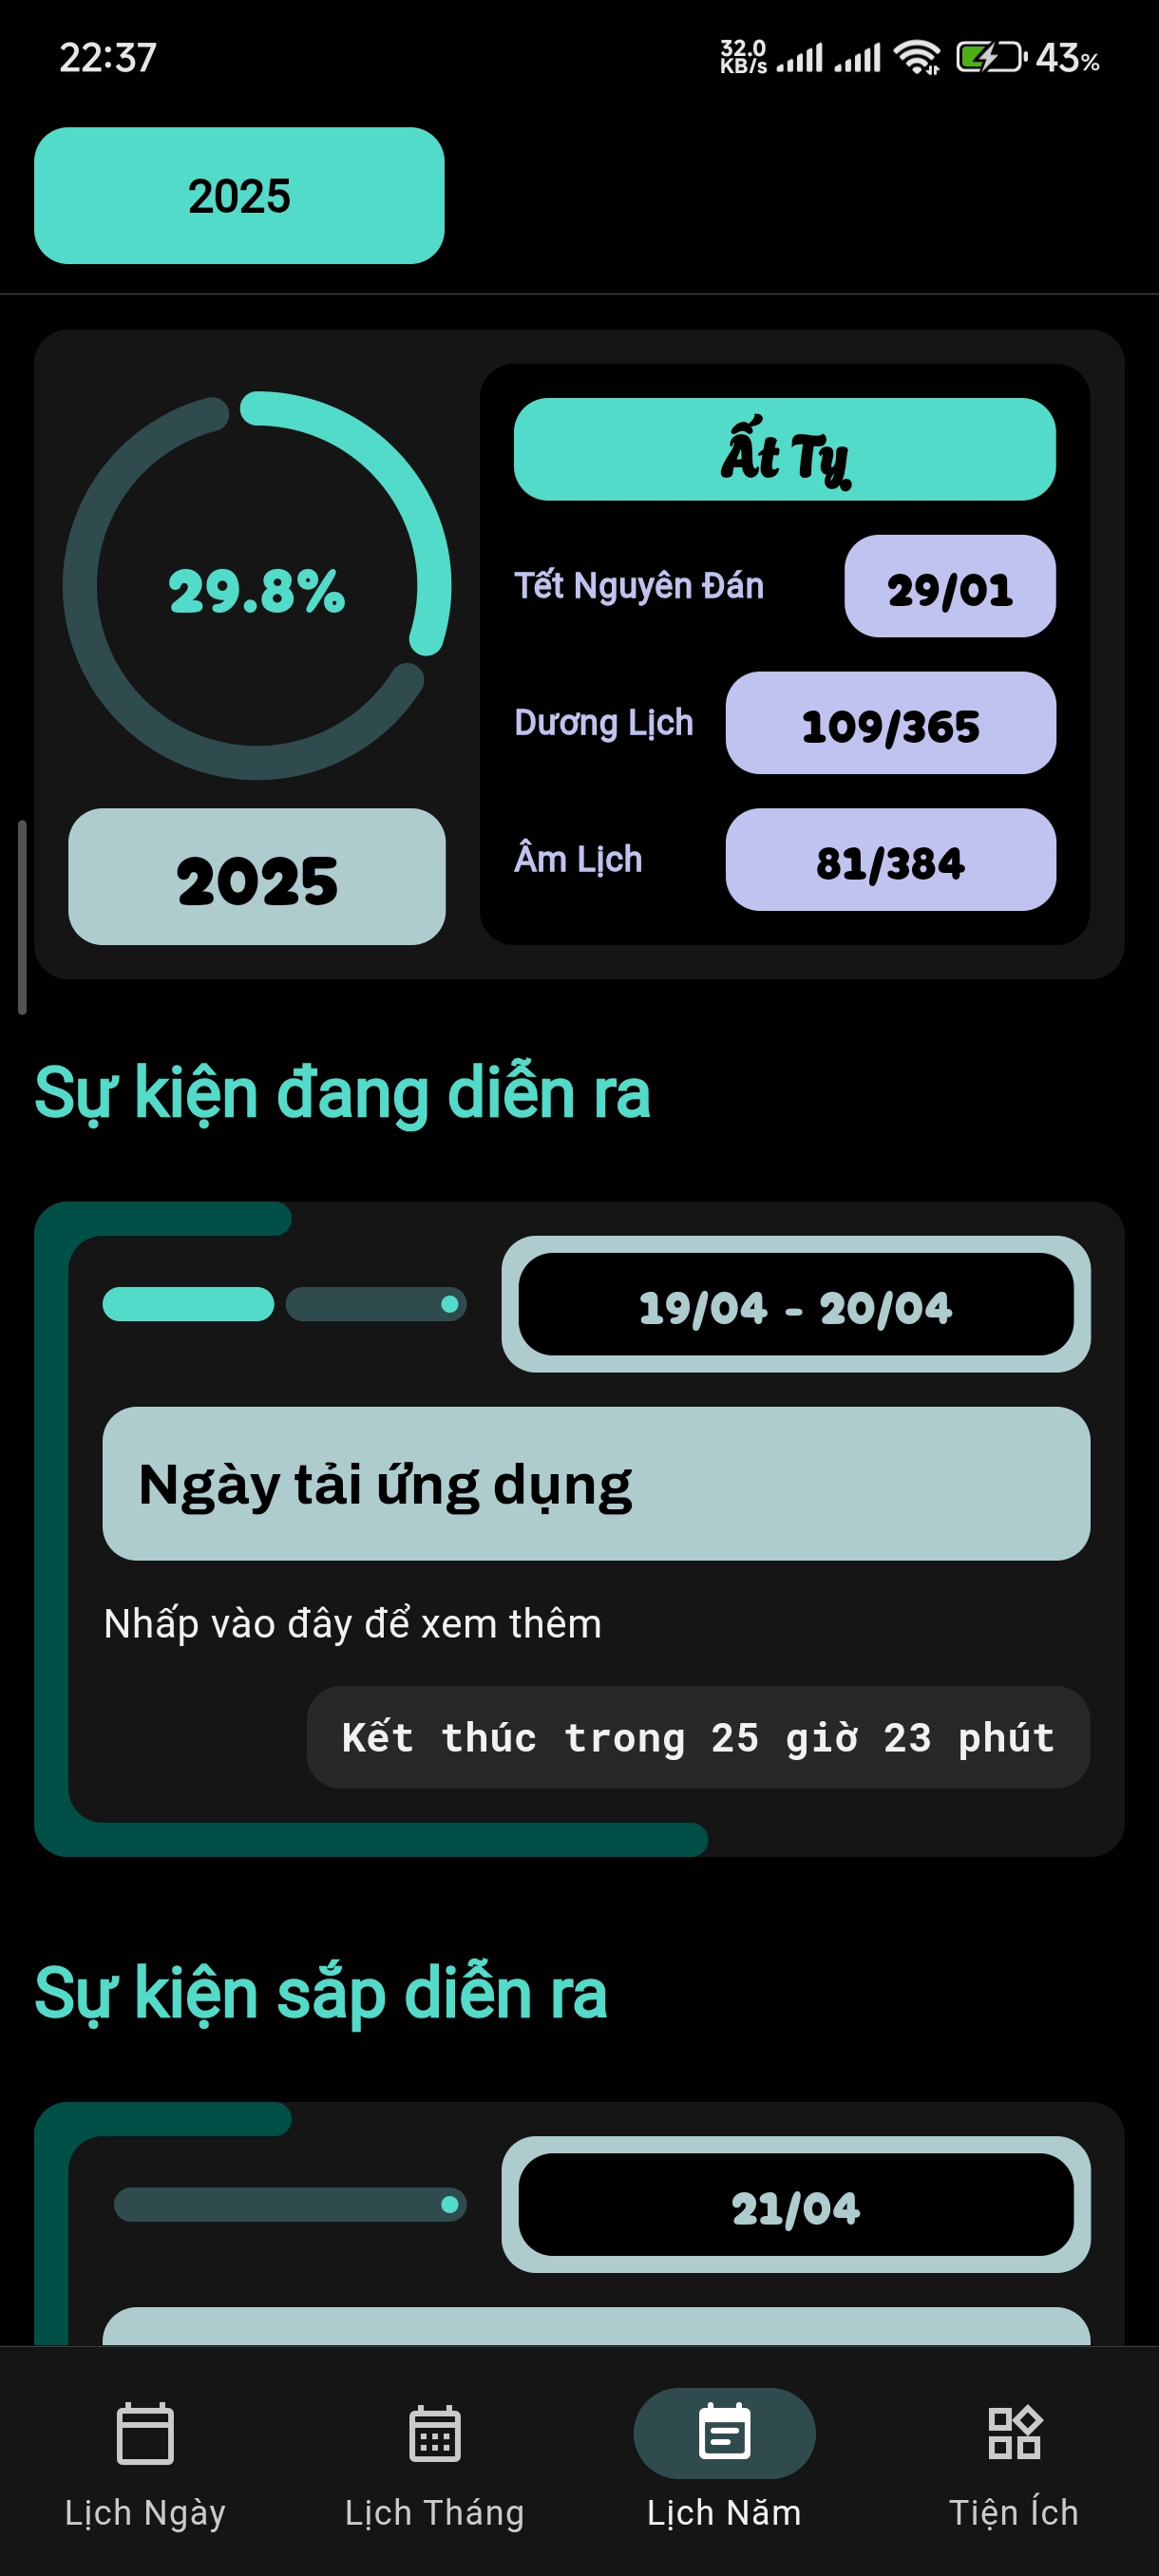 22:37
32.0
KB/s
43%
2025
Ất Tỵ
29.8%
Tết Nguyên Đán
29/01
Dương Lịch
109/365
Âm Lịch
81/384
2025
Sự kiện đang diễn ra
19/04 - 20/04
Ngày tải ứng dụng
Nhấp vào đây để xem thêm
Kết thúc trong 25 giờ 23 phút
Sự kiện sắp diễn ra
21/04
Lịch Ngày
Lịch Tháng
Lịch Năm
Tiện Ích